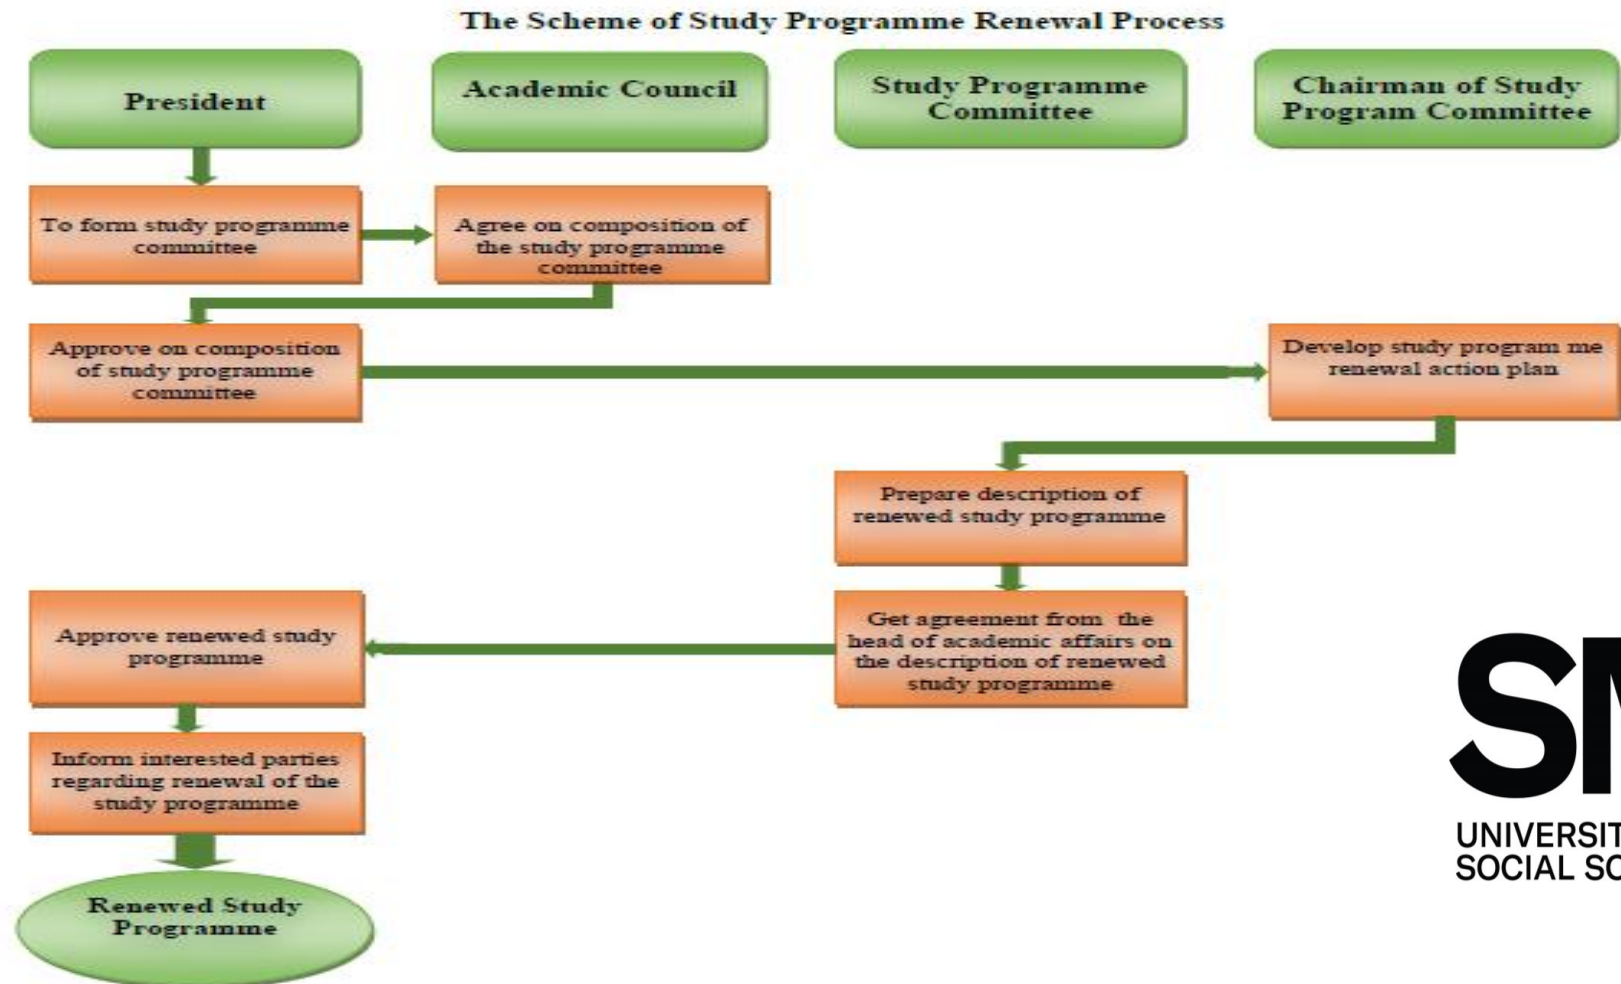 The Scheme of Study Programme Renewal Process
President
Academic Council
Study Programme
Committee
Chairman of Study
Program Committee
To form study programme
committee
Agree on composition of
the study programme
committee
Approve on composition
of study programme
committee
Develop study program me
renewal action plan
Prepare description of
renewed study programme
Get agreement from the
head of academic affairs on
the description of renewed
study programme
Approve renewed study
programme
Inform interested parties
regarding renewal of the
study programme
Renewed Study
Programme
SOCIAL